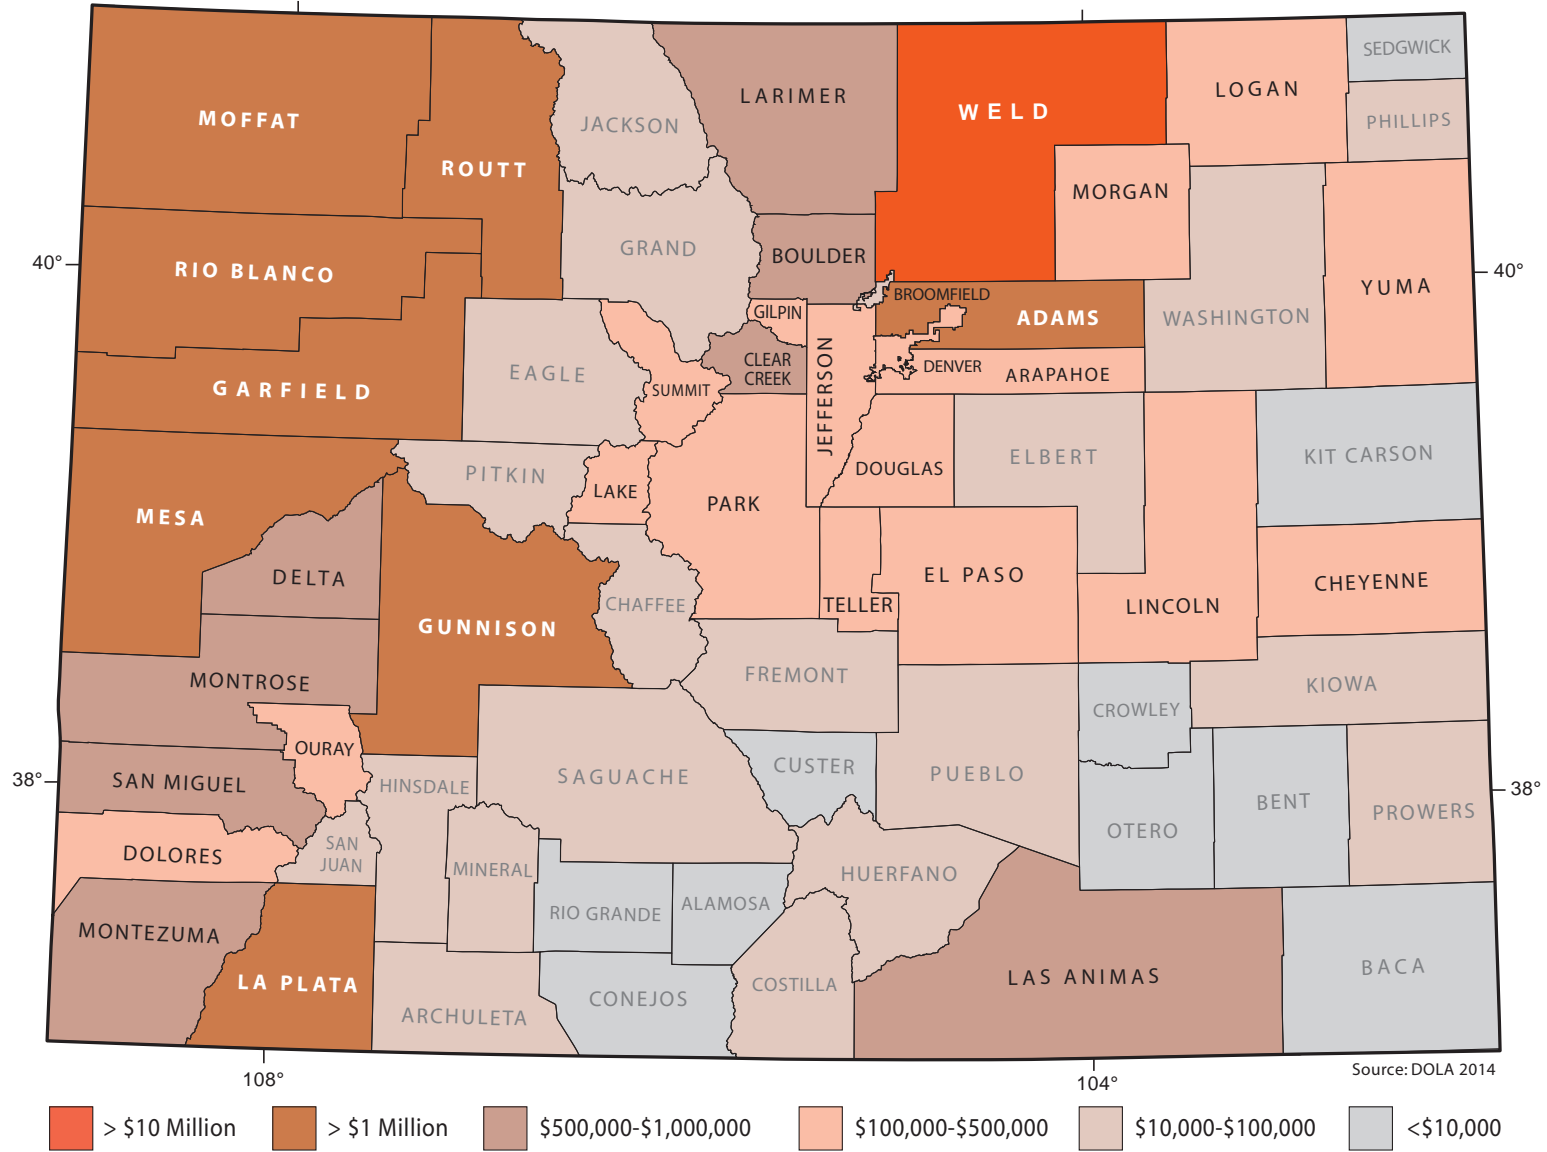 SEDGWICK
LOGAN
LARIMER
WELD
MOFFAT
PHILLIPS
JACKSON
ROUTT
MORGAN
GRAND
BOULDER
40°
RIO BLANCO
40°
YUMA
BROOMFIELD
GILPIN
ADAMS
WASHINGTON
CLEAR
CREEK
JEFFERSON
DENVER
ARAPAHOE
EAGLE
SUMMIT
GARFIELD
KIT CARSON
ELBERT
DOUGLAS
PITKIN
LAKE
PARK
MESA
DELTA
EL PASO
CHEYENNE
CHAFFEE
TELLER
LINCOLN
GUNNISON
MONTROSE
FREMONT
KIOWA
CROWLEY
OURAY
CUSTER
SAGUACHE
PUEBLO
38°
SAN MIGUEL
HINSDALE
38°
BENT
PROWERS
OTERO
SAN
JUAN
DOLORES
MINERAL
HUERFANO
RIO GRANDE
ALAMOSA
MONTEZUMA
BACA
LAS ANIMAS
LA PLATA
COSTILLA
CONEJOS
ARCHULETA
108°
104°
Source: DOLA 2014
> $10 Million
> $1 Million
$500,000-$1,000,000
$100,000-$500,000
$10,000-$100,000
<$10,000